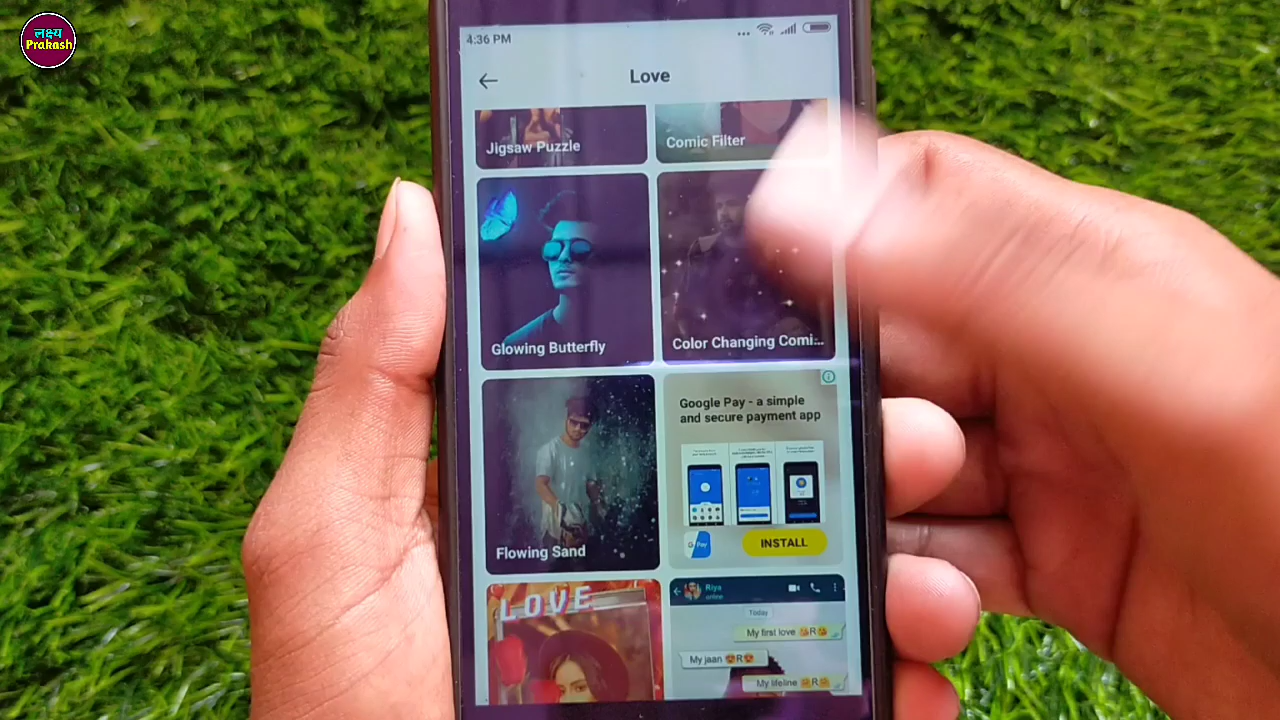 लक्ष्य
Prakash
4:36 PM
Love
Jigsaw Puzzle
Comic Filter
Glowing Butterfly
Color Changing Comi...
Google Pay - a simple
and secure payment app
G Pay
INSTALL
Flowing Sand
LOVE
Riya
online
Today
My first love 😘R😘
My jaan 😍R😍
My lifeline 🤗R🤗